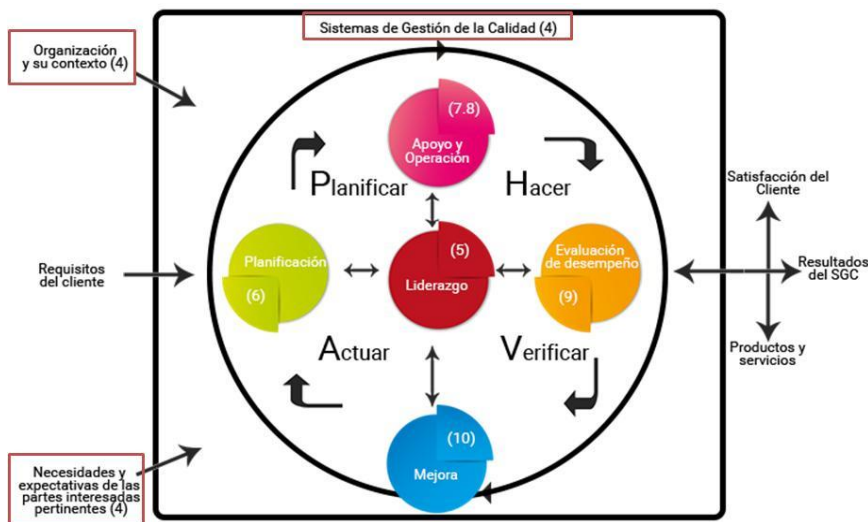 Sistemas de Gestión de la Calidad (4)
Organización
y su contexto (4)
(7.8)
Apoyo y
Operación
Planificar
Hacer
Satisfacción del
Cliente
Requisitos
del cliente
Planificación
(6)
(5)
Liderazgo
Evaluación
de desempeño
(9)
Resultados
del SGC
Actuar
Verificar
Productos y
servicios
(10)
Mejora
Necesidades y
expectativas de las
partes interesadas
pertinentes (4)